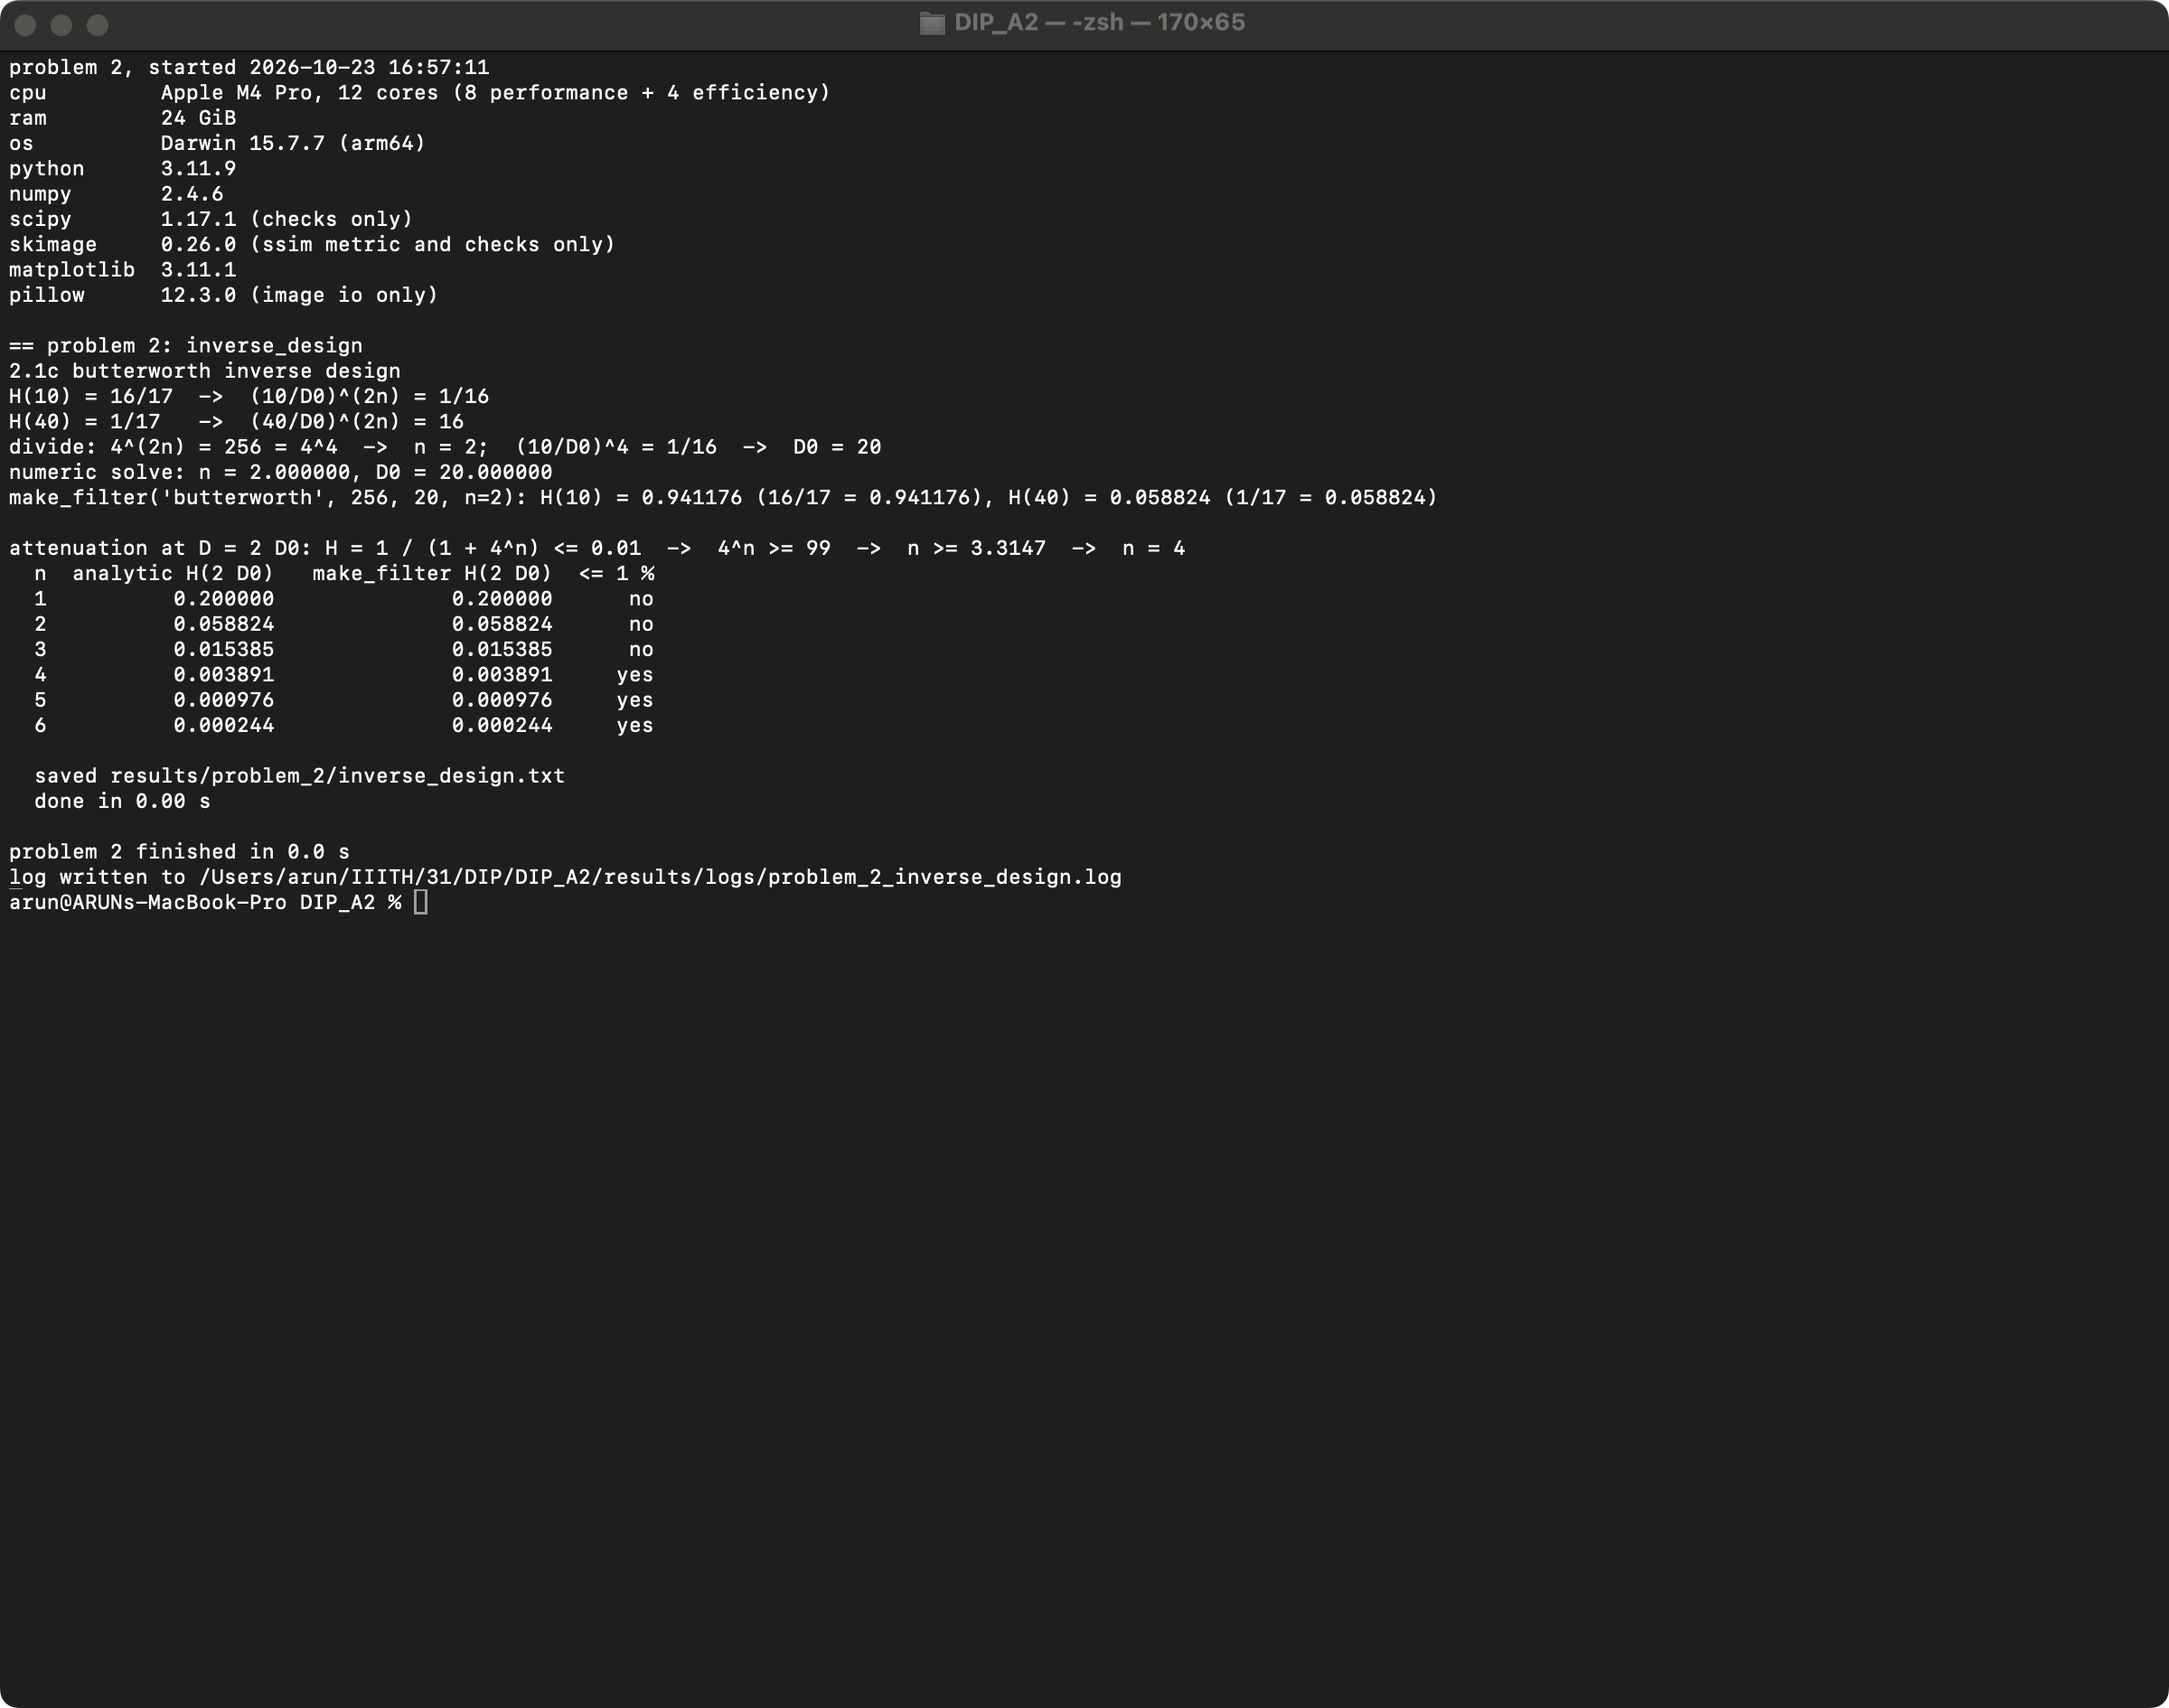 DIP_A2 — -zsh — 170×65
problem 2, started 2026-10-23 16:57:11
cpu         Apple M4 Pro, 12 cores (8 performance + 4 efficiency)
ram         24 GiB
os          Darwin 15.7.7 (arm64)
python      3.11.9
numpy       2.4.6
scipy       1.17.1 (checks only)
skimage     0.26.0 (ssim metric and checks only)
matplotlib  3.11.1
pillow      12.3.0 (image io only)

== problem 2: inverse_design
2.1c butterworth inverse design
H(10) = 16/17  ->  (10/D0)^(2n) = 1/16
H(40) = 1/17   ->  (40/D0)^(2n) = 16
divide: 4^(2n) = 256 = 4^4  ->  n = 2;  (10/D0)^4 = 1/16  ->  D0 = 20
numeric solve: n = 2.000000, D0 = 20.000000
make_filter('butterworth', 256, 20, n=2): H(10) = 0.941176 (16/17 = 0.941176), H(40) = 0.058824 (1/17 = 0.058824)

attenuation at D = 2 D0: H = 1 / (1 + 4^n) <= 0.01  ->  4^n >= 99  ->  n >= 3.3147  ->  n = 4
  n  analytic H(2 D0)   make_filter H(2 D0)  <= 1 %
  1          0.200000              0.200000      no
  2          0.058824              0.058824      no
  3          0.015385              0.015385      no
  4          0.003891              0.003891     yes
  5          0.000976              0.000976     yes
  6          0.000244              0.000244     yes

  saved results/problem_2/inverse_design.txt
  done in 0.00 s

problem 2 finished in 0.0 s
log written to /Users/arun/IIITH/31/DIP/DIP_A2/results/logs/problem_2_inverse_design.log
arun@ARUNs-MacBook-Pro DIP_A2 %